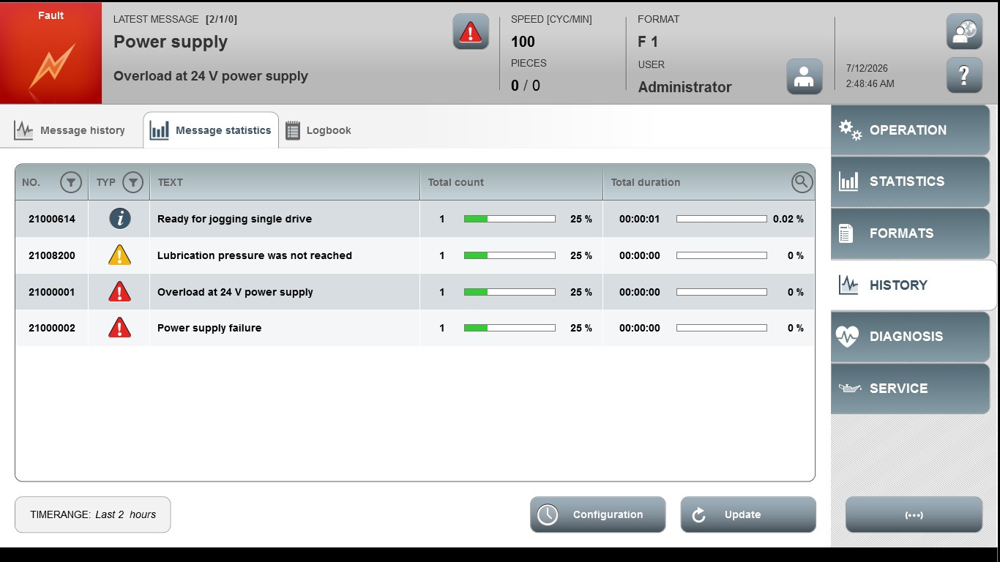 Fault
LATEST MESSAGE [2/1/0]
Power supply
Overload at 24 V power supply
SPEED [CYC/MIN]
100
PIECES
0 / 0
FORMAT
F 1
USER
Administrator
7/12/2026
2:48:46 AM
?
Message history
Message statistics
Logbook
NO. TYP TEXT Total count Total duration
21000614 i Ready for jogging single drive 1 25 % 00:00:01 0.02 %
21008200 ! Lubrication pressure was not reached 1 25 % 00:00:00 0 %
21000001 ! Overload at 24 V power supply 1 25 % 00:00:00 0 %
21000002 ! Power supply failure 1 25 % 00:00:00 0 %
TIMERANGE: Last 2 hours
Configuration
Update
OPERATION
STATISTICS
FORMATS
HISTORY
DIAGNOSIS
SERVICE
(...)